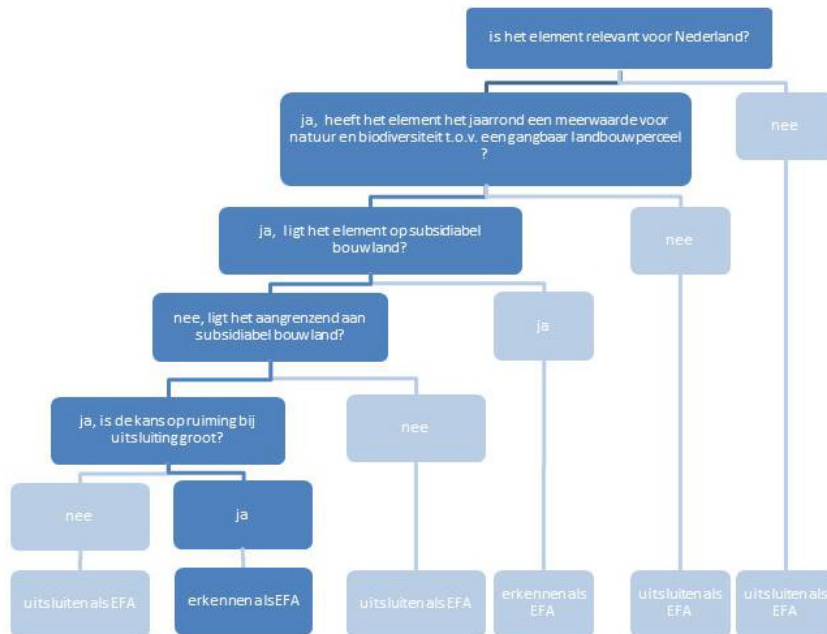 is het element relevant voor Nederland?
ja, heeft het element het jaarrond een meerwaarde voor
natuur en biodiversiteit t.o.v. een gangbaar landbouwperceel
?
nee
ja, ligt het element op subsidiabel
bouwland?
nee
nee, ligt het aangrenzend aan
subsidiabel bouwland?
ja
ja, is de kans op ruiming bij
uitsluiting groot?
nee
nee
ja
uitsluiten als EFA
erkennen als EFA
uitsluiten als EFA
erkennen als
EFA
uitsluiten als
EFA
uitsluiten als
EFA